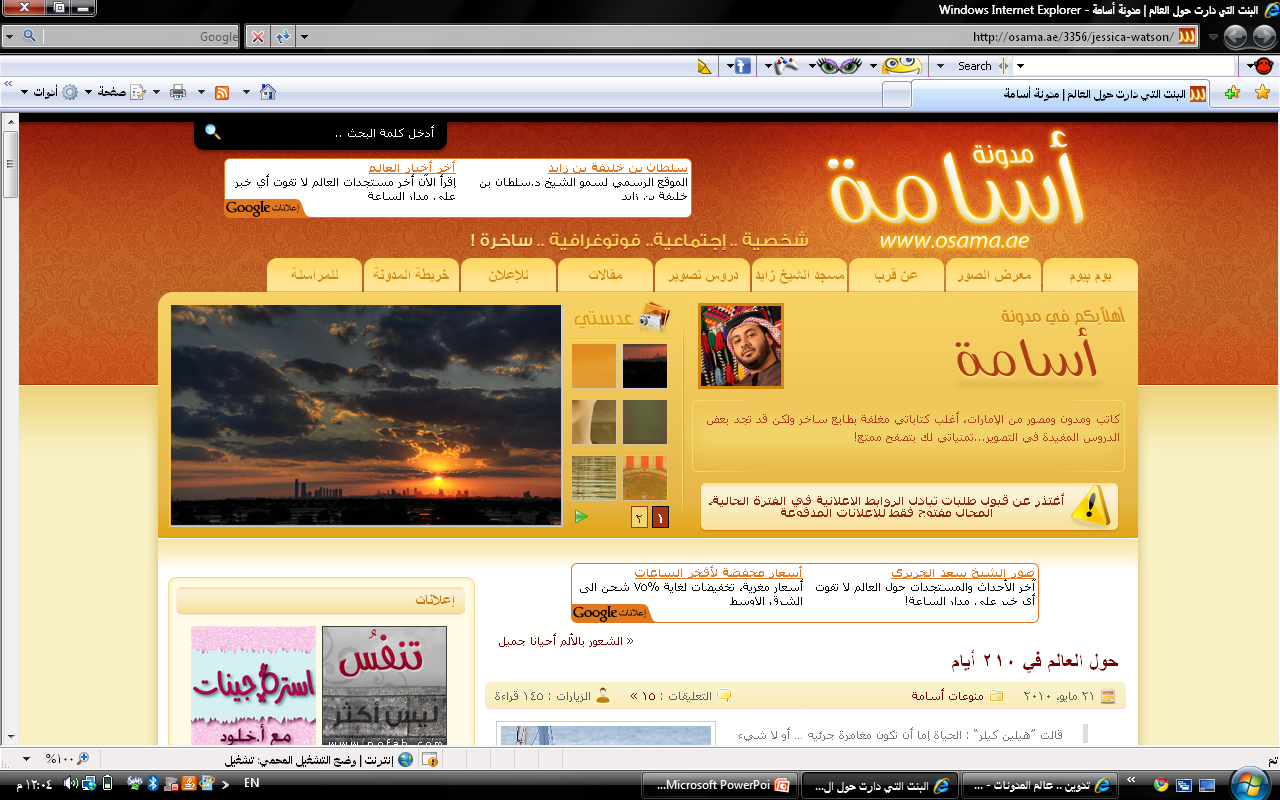 البنت التي دارت حول العالم | مدونة أسامة - Windows Internet Explorer
http://osama.ae/3356/jessica-watson/
Google
Search
البنت التي دارت حول العالم | مدونة أسامة
صفحة
أدوات
أدخل كلمة البحث ..
مدونة
أسامة
www.osama.ae
سلطان بن خليفة بن زايد
الموقع الرسمي لسمو الشيخ د.سلطان بن
خليفة بن زايد
أخر أخبار العالم
إقرأ الآن أخر مستجدات العالم لا تفوت أي خبر
على مدار الساعة
إعلانات Google
شخصية .. إجتماعية.. فوتوغرافية .. ساخرة !
يوم بيوم
معرض الصور
عن قرب
مسجد الشيخ زايد
دروس تصوير
مقالات
للإعلان
خريطة المدونة
للمراسلة
أهلاً بكم في مدونة
أسامة
كاتب ومدون ومصور من الإمارات، أغلب كتاباتي مغلفة بطابع ساخر ولكن قد تجد بعض
الدروس المفيدة في التصوير...تمنياتي لك بتصفح ممتع!
أعتذر عن قبول طلبات تبادل الروابط الاعلانية في الفترة الحالية،
المجال مفتوح فقط للاعلانات المدفوعة
عدستي
١
٢
صور الشيخ سعد الحريري
آخر الأحداث والمستجدات حول العالم لا تفوت
أي خبر على مدار الساعة!
أسعار مخفضة لأفخر الساعات
أسعار مغرية، تخفيضات لغاية ٧٥% شحن الى
الشرق الاوسط
إعلانات Google
« الشعور بالألم أحيانا جميل
حول العالم في ٢١٠ أيام
٢١ مايو، ٢٠١٠
منوعات أسامة
التعليقات : ١٥ »
الزيارات : ١٤٥ قراءة
قالت "هيلين كيلر" : الحياة إما أن تكون مغامرة جرئيه ... أو لا شيء
إعلانات
تنفس
ليس أكثر
استرجينات
مع أ.خلود
تم
إنترنت | وضع التشغيل المحمي: تشغيل
١٠٠%
تدوين .. عالم المدونات - ...
البنت التي دارت حول ال...
Microsoft PowerPoi...
EN
١٢:٠٤ م